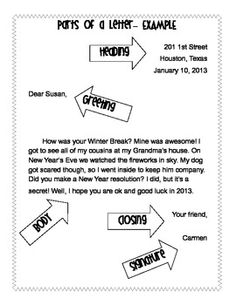 Parts of a Letter- Example
Heading
201 1st Street
Houston, Texas
January 10, 2013
Dear Susan,
Greeting
How was your Winter Break? Mine was awesome! I
got to see all of my cousins at my Grandma's house. On
New Year's Eve we watched the fireworks in sky. My dog
got scared though, so I went inside to keep him company.
Did you make a New Year resolution? I did, but it's a
secret! Well, I hope you are ok and good luck in 2013.
Body
Closing
Your friend,
Carmen
Signature